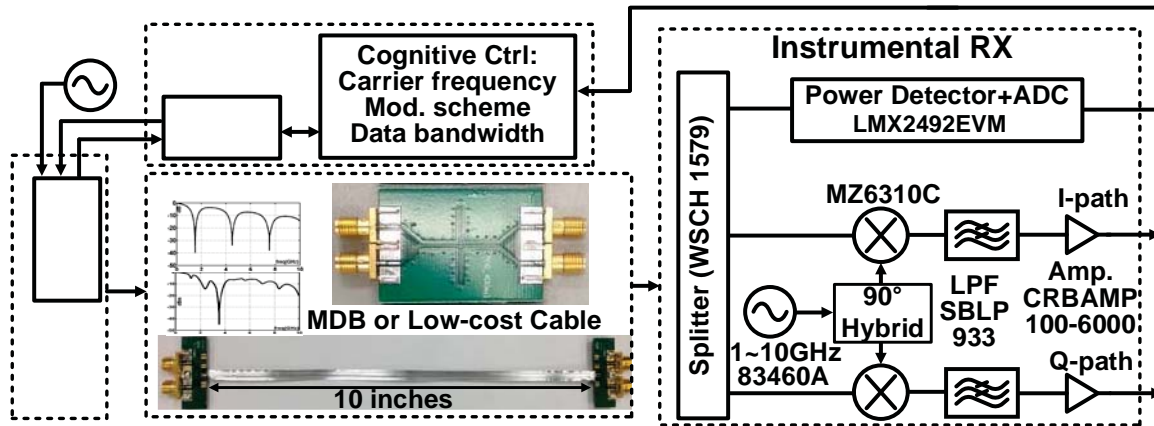 Cognitive Ctrl:
Carrier frequency
Mod. scheme
Data bandwidth
Instrumental RX
Power Detector+ADC
LMX2492EVM
Splitter (WSCH 1579)
MZ6310C
I-path
90°
Hybrid
LPF
SBLP
933
Amp.
CRBAMP
100-6000
1~10GHz
83460A
Q-path
MDB or Low-cost Cable
10 inches